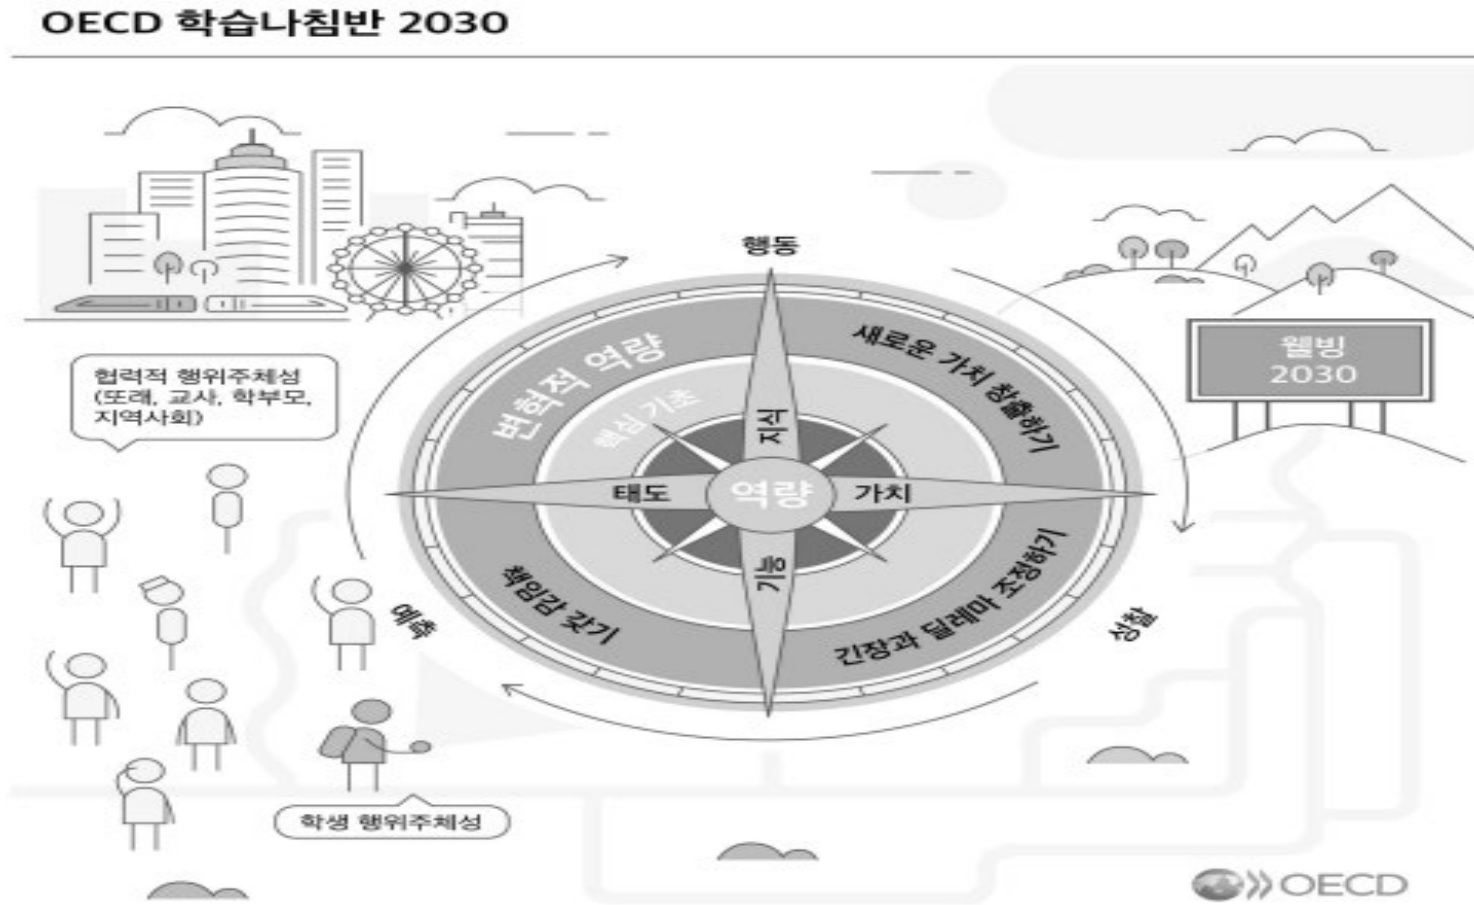 OECD 학습나침반 2030
행동
변혁적 역량
새로운 가치 창출하기
핵심 기초
지식
태도
역량
가치
기능
책임감 갖기
긴장과 딜레마 조정하기
예측
성찰
웰빙
2030
협력적 행위주체성
(또래, 교사, 학부모,
지역사회)
학생 행위주체성
OECD